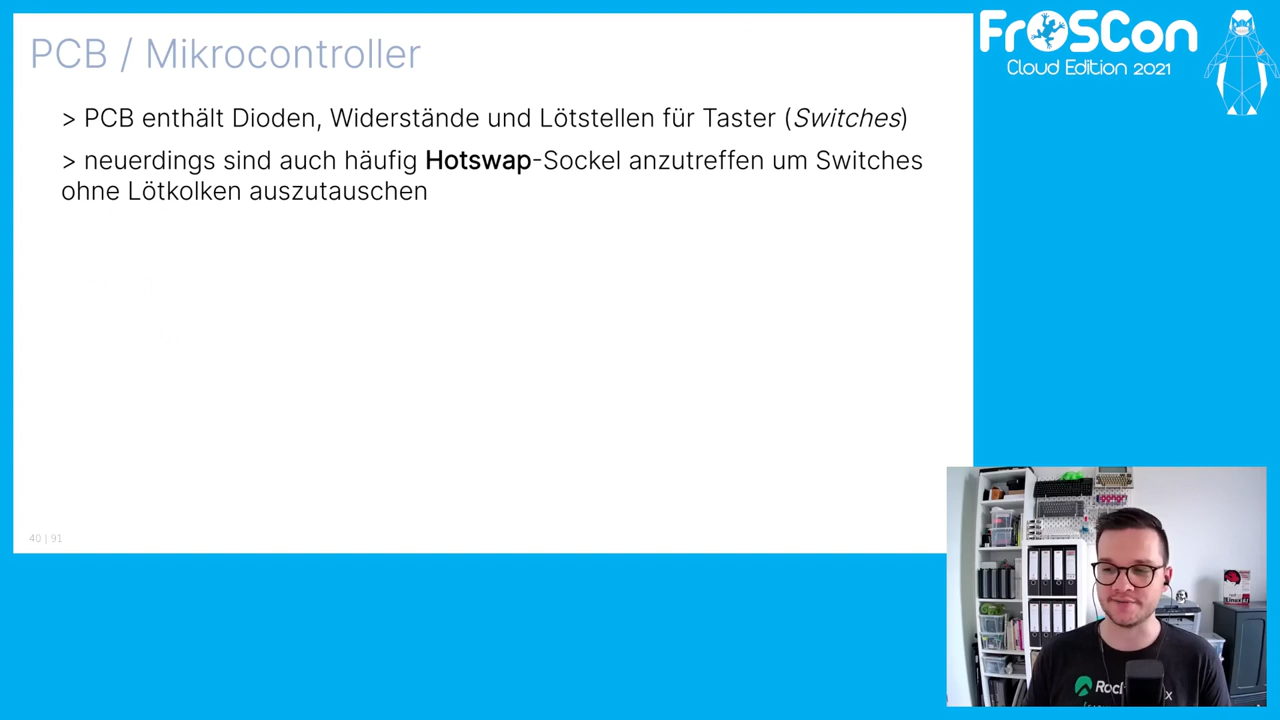 PCB / Mikrocontroller
> PCB enthält Dioden, Widerstände und Lötstellen für Taster (Switches)
> neuerdings sind auch häufig Hotswap-Sockel anzutreffen um Switches
ohne Lötkolken auszutauschen
40 | 91
FrOSCon
Cloud Edition 2021